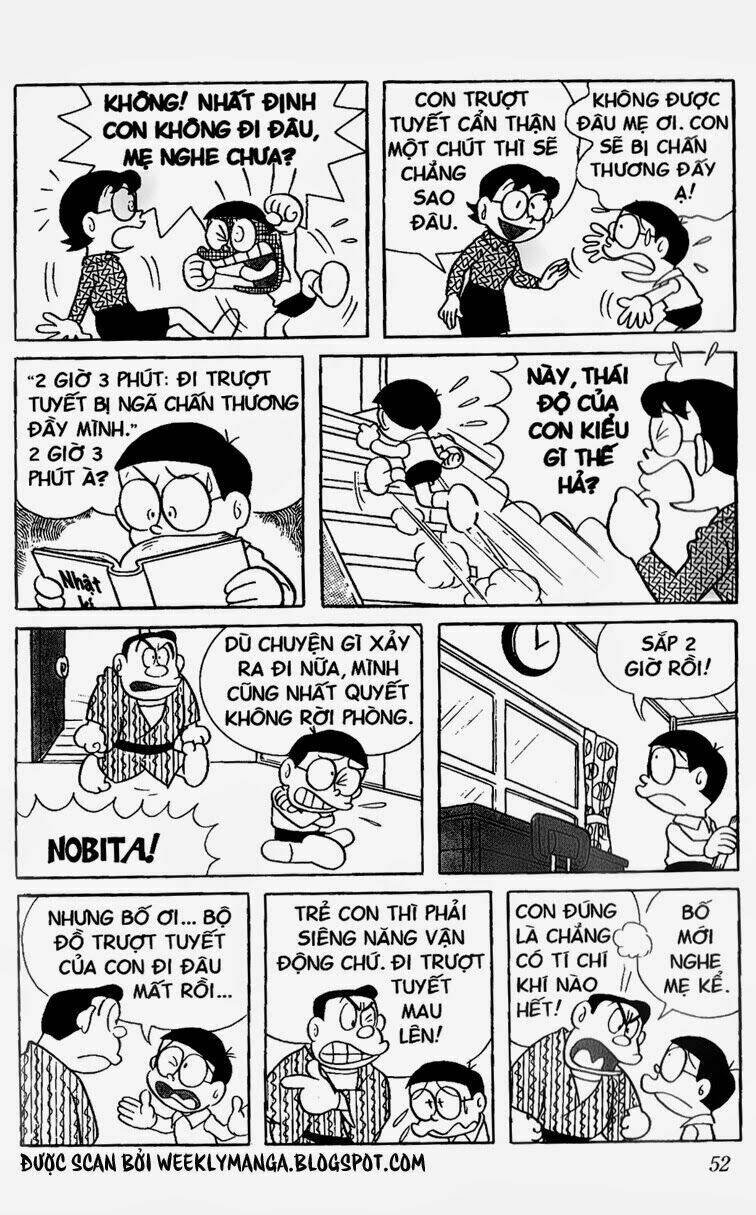 KHÔNG ĐƯỢC
ĐÂU MẸ ƠI. CON
SẼ BỊ CHẤN
THƯƠNG ĐẤY
Ạ!
CON TRƯỢT
TUYẾT CẨN THẬN
MỘT CHÚT THÌ SẼ
CHẲNG
SAO
ĐÂU.
KHÔNG! NHẤT ĐỊNH
CON KHÔNG ĐI ĐÂU,
MẸ NGHE CHƯA?
NÀY, THÁI
ĐỘ CỦA
CON KIỂU
GÌ THẾ
HẢ?
"2 GIỜ 3 PHÚT: ĐI TRƯỢT
TUYẾT BỊ NGÃ CHẤN THƯƠNG
ĐẦY MÌNH."
2 GIỜ 3
PHÚT À?
Nhật
kí
SẮP 2
GIỜ RỒI!
DÙ CHUYỆN GÌ XẢY
RA ĐI NỮA, MÌNH
CŨNG NHẤT QUYẾT
KHÔNG RỜI PHÒNG.
NOBITA!
BỐ
MỚI
NGHE
MẸ KỂ.
CON ĐÚNG
LÀ CHẲNG
CÓ TÍ CHÍ
KHÍ NÀO
HẾT!
TRẺ CON THÌ PHẢI
SIÊNG NĂNG VẬN
ĐỘNG CHỨ. ĐI TRƯỢT
TUYẾT
MAU
LÊN!
NHƯNG BỐ ƠI... BỘ
ĐỒ TRƯỢT TUYẾT
CỦA CON ĐI ĐÂU
MẤT RỒI...
ĐƯỢC SCAN BỞI WEEKLYMANGA.BLOGSPOT.COM
52